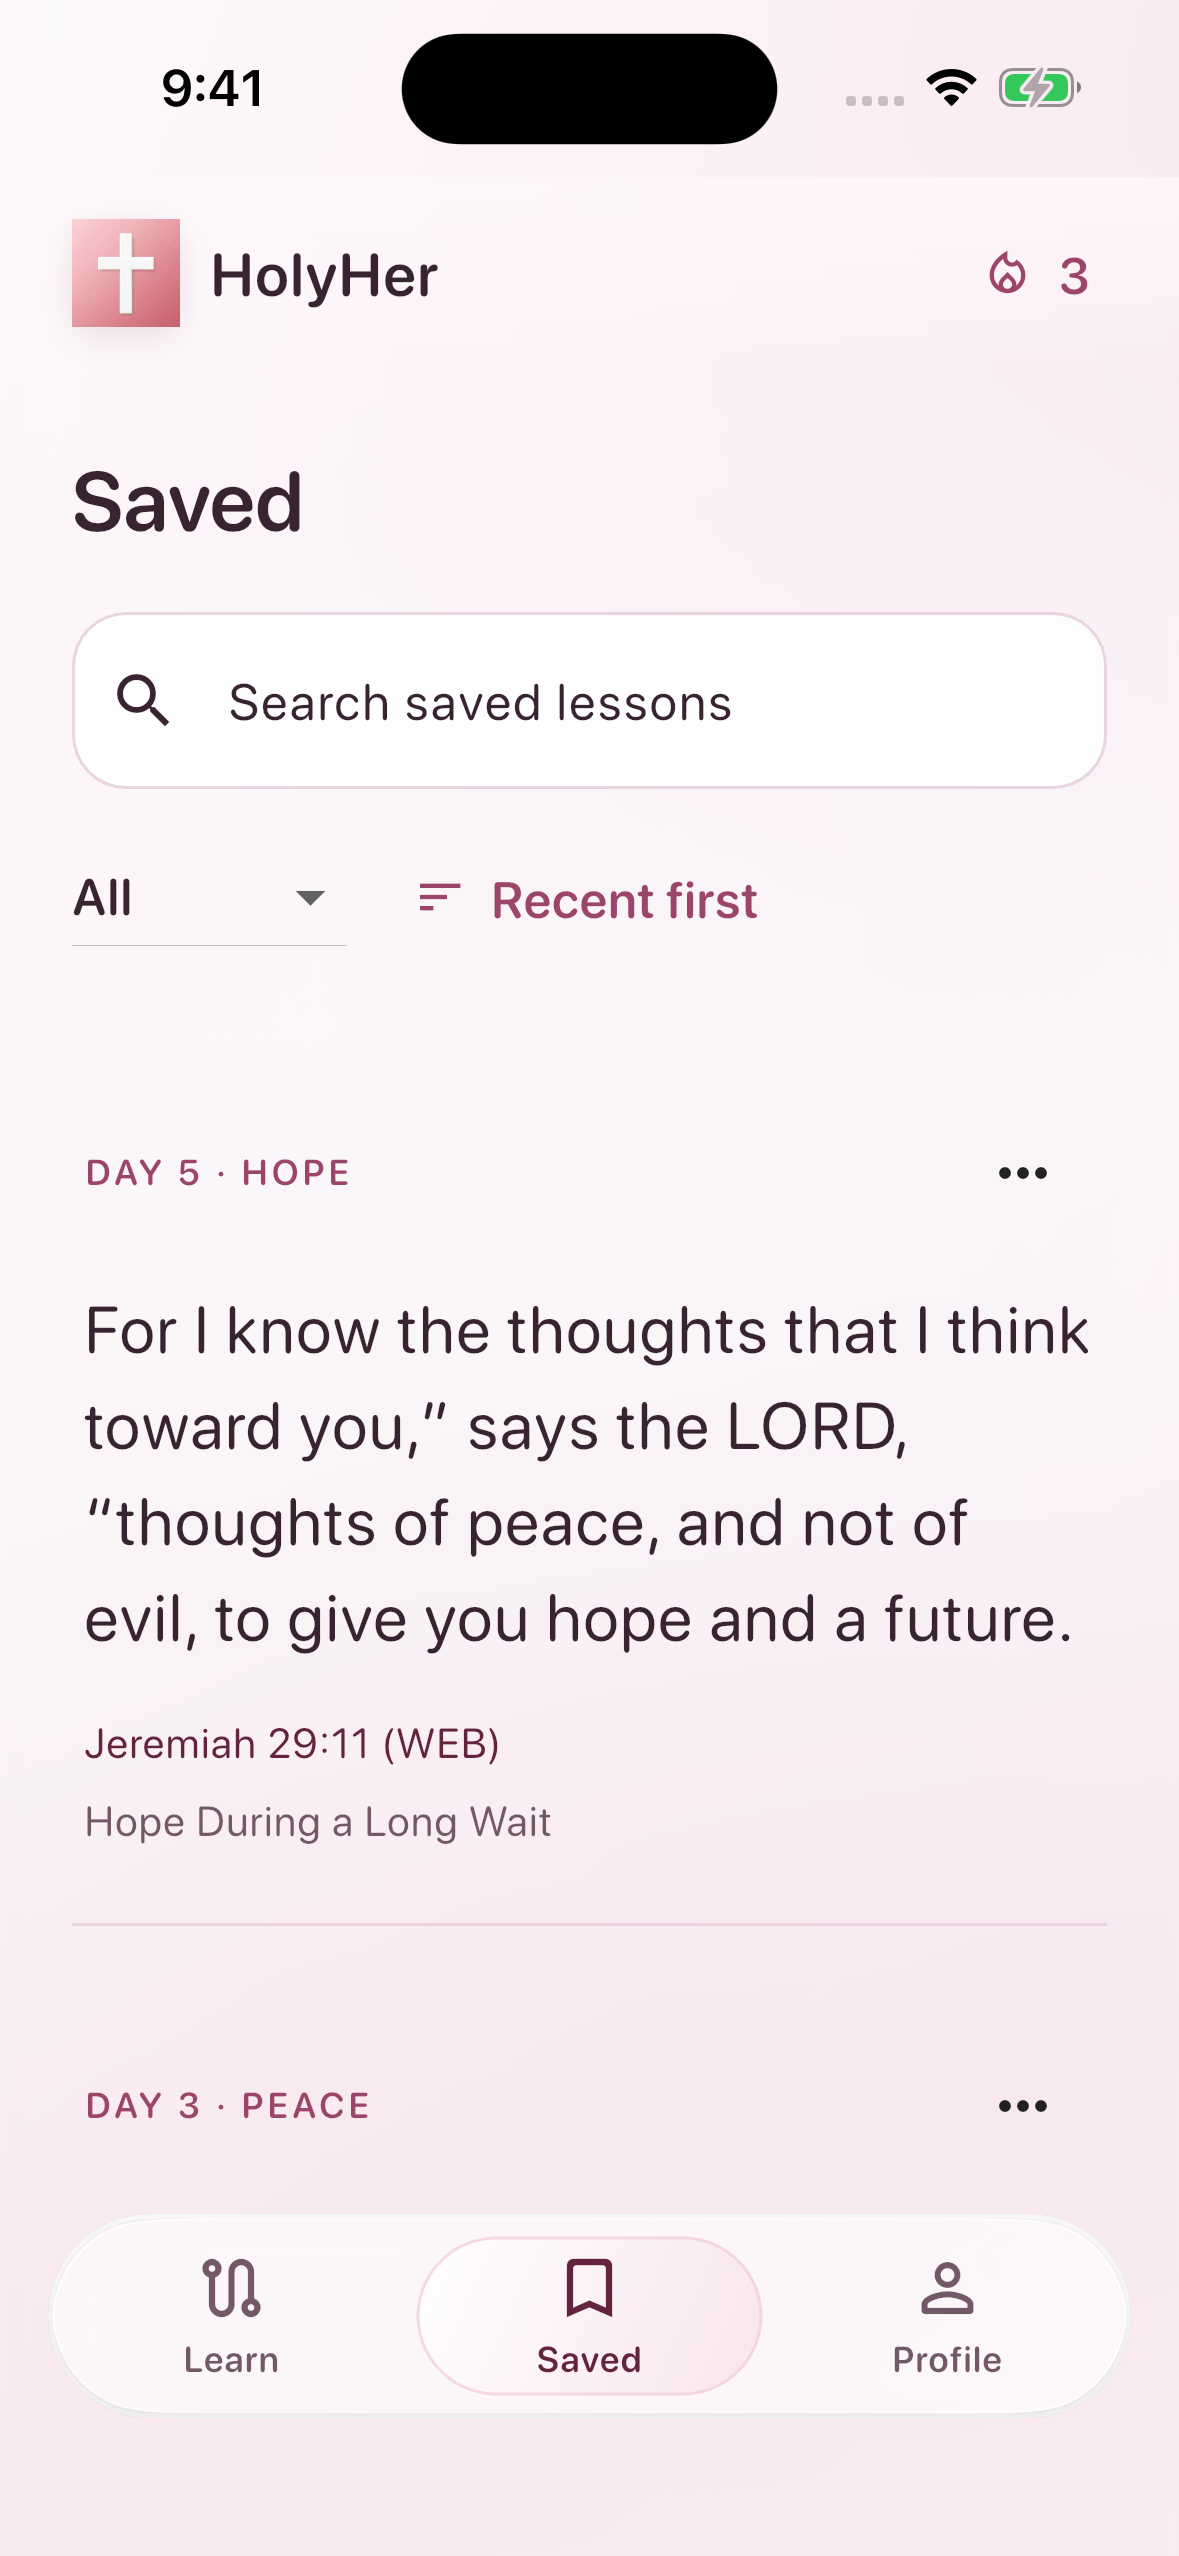 9:41
HolyHer
3
Saved
Search saved lessons
All
Recent first
DAY 5 · HOPE
For I know the thoughts that I think
toward you,” says the LORD,
“thoughts of peace, and not of
evil, to give you hope and a future.
Jeremiah 29:11 (WEB)
Hope During a Long Wait
DAY 3 · PEACE
Learn
Saved
Profile